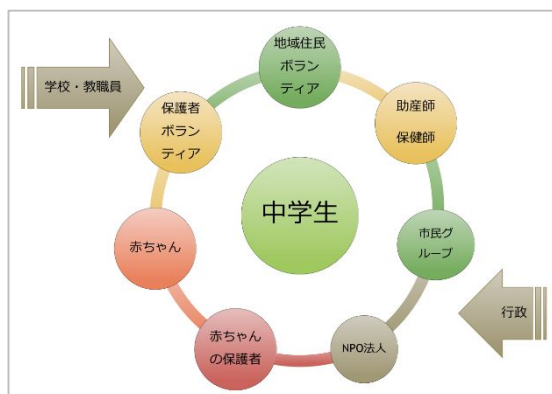 地域住民
ボラン
ティア
学校・教職員
保護者
ボラン
ティア
助産師
保健師
中学生
赤ちゃん
市民グ
ループ
行政
赤ちゃん
の保護者
NPO法人